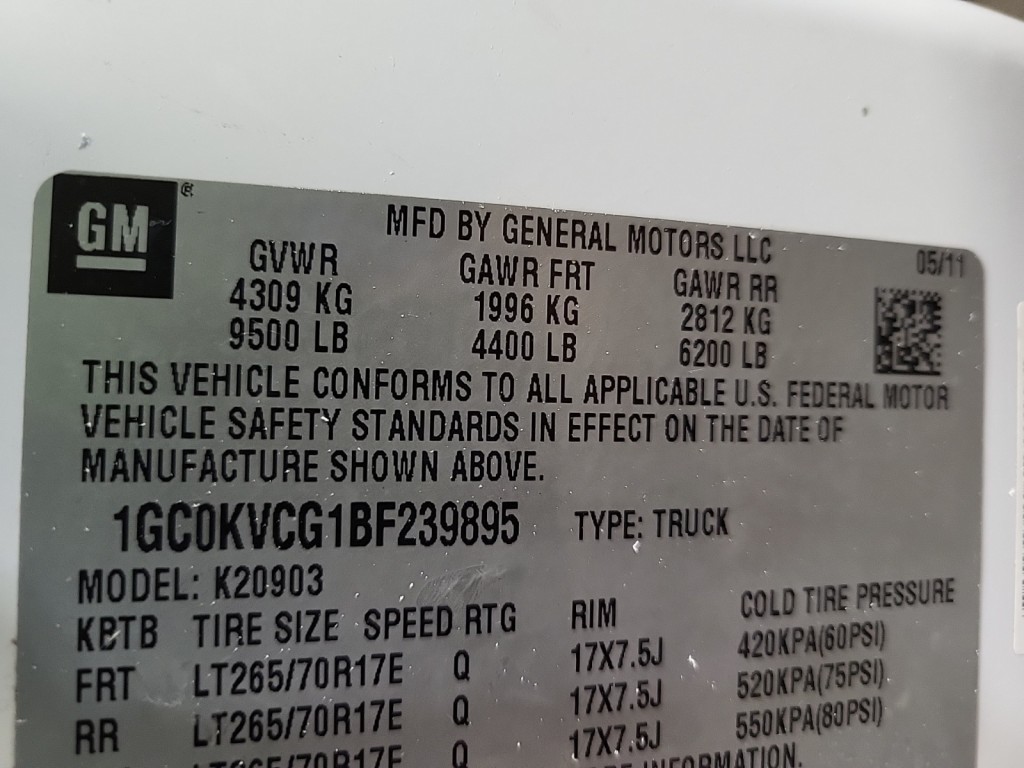 GM ®
MFD BY GENERAL MOTORS LLC 05/11
GVWR GAWR FRT GAWR RR
4309 KG 1996 KG 2812 KG
9500 LB 4400 LB 6200 LB
THIS VEHICLE CONFORMS TO ALL APPLICABLE U.S. FEDERAL MOTOR
VEHICLE SAFETY STANDARDS IN EFFECT ON THE DATE OF
MANUFACTURE SHOWN ABOVE.
1GC0KVCG1BF239895 TYPE: TRUCK
MODEL: K20903
KBTB TIRE SIZE SPEED RTG RIM COLD TIRE PRESSURE
FRT LT265/70R17E Q 17X7.5J 420KPA(60PSI)
RR LT265/70R17E Q 17X7.5J 520KPA(75PSI)
LT265/70R17E Q 17X7.5J 550KPA(80PSI)
INFORMATION.